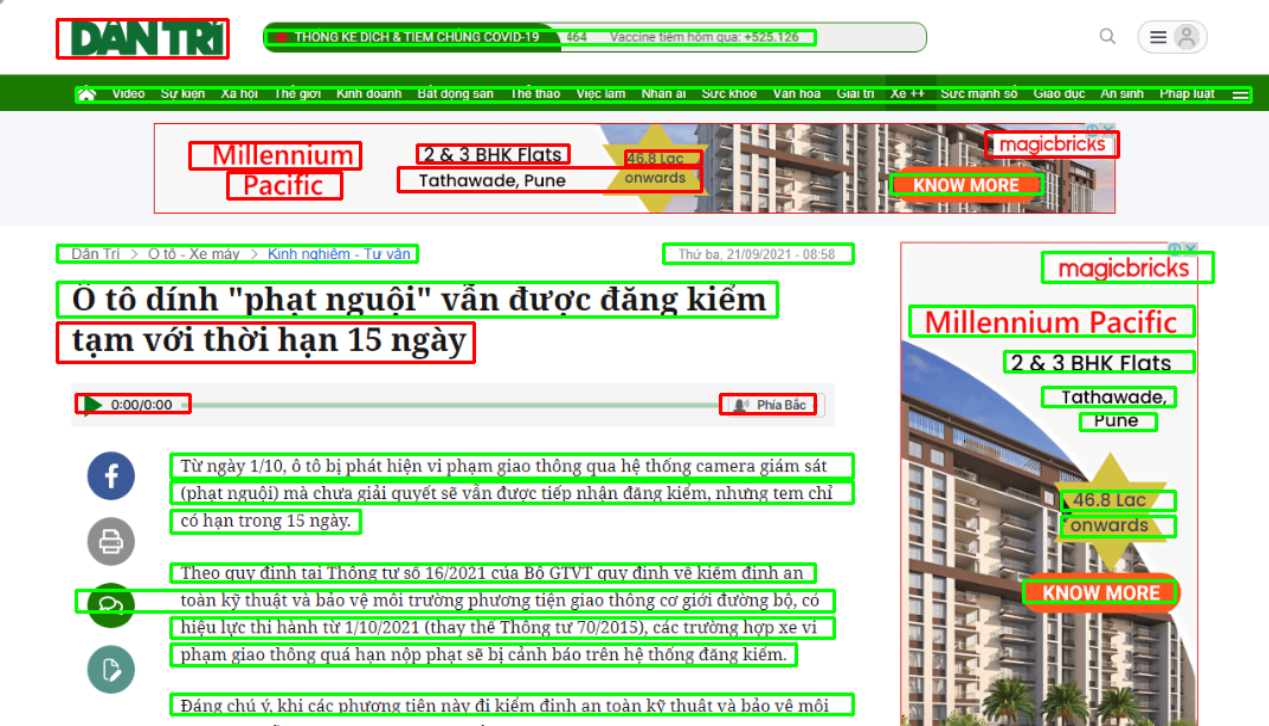 DÂN TRÍ
THỐNG KÊ DỊCH & TIÊM CHỦNG COVID-19 464 Vaccine tiêm hôm qua: +525.126
Video Sự kiện Xã hội Thế giới Kinh doanh Bất động sản Thể thao Việc làm Nhân ái Sức khỏe Văn hóa Giải trí Xe ++ Sức mạnh số Giáo dục An sinh Pháp luật
Millennium
Pacific
2 & 3 BHK Flats
Tathawade, Pune
46.8 Lac
onwards
magicbricks
KNOW MORE
Dân Trí > Ô tô - Xe máy > Kinh nghiệm - Tư vấn
Thứ ba, 21/09/2021 - 08:58
Ô tô dính "phạt nguội" vẫn được đăng kiểm
tạm với thời hạn 15 ngày
0:00/0:00
Phía Bắc
Từ ngày 1/10, ô tô bị phát hiện vi phạm giao thông qua hệ thống camera giám sát
(phạt nguội) mà chưa giải quyết sẽ vẫn được tiếp nhận đăng kiểm, nhưng tem chỉ
có hạn trong 15 ngày.
Theo quy định tại Thông tư số 16/2021 của Bộ GTVT quy định về kiểm định an
toàn kỹ thuật và bảo vệ môi trường phương tiện giao thông cơ giới đường bộ, có
hiệu lực thi hành từ 1/10/2021 (thay thế Thông tư 70/2015), các trường hợp xe vi
phạm giao thông quá hạn nộp phạt sẽ bị cảnh báo trên hệ thống đăng kiểm.
Đáng chú ý, khi các phương tiện này đi kiểm định an toàn kỹ thuật và bảo vệ môi
magicbricks
Millennium Pacific
2 & 3 BHK Flats
Tathawade,
Pune
46.8 Lac
onwards
KNOW MORE